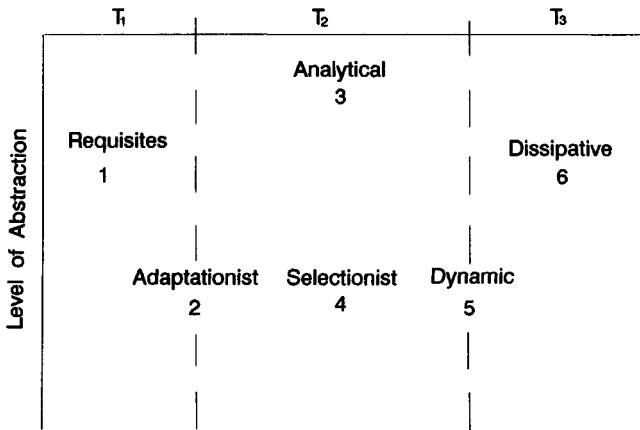 T₁ T₂ T₃
Analytical
3
Requisites
1
Dissipative
6
Level of Abstraction
Adaptationist Selectionist Dynamic
2 4 5